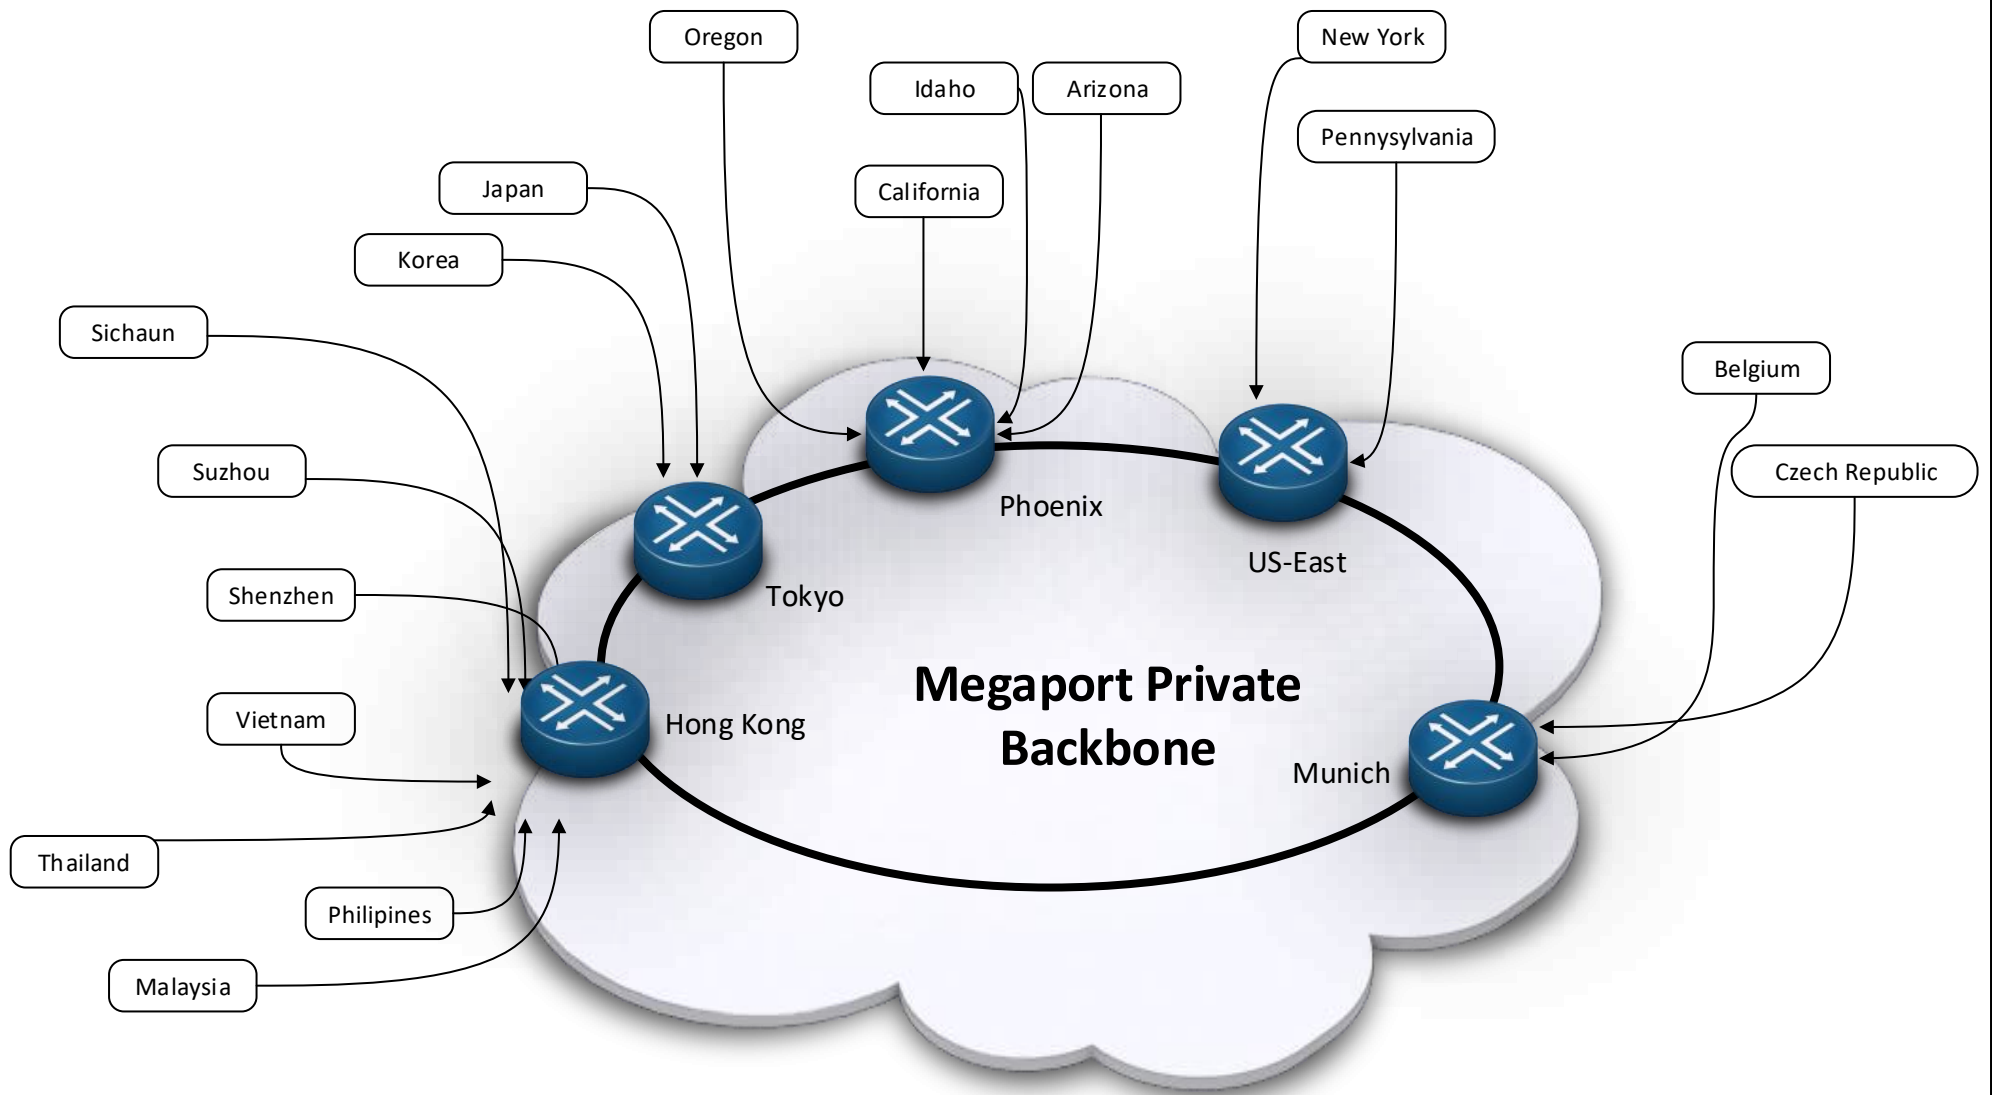 Oregon
New York
Idaho
Arizona
Pennysylvania
Japan
California
Korea
Sichaun
Belgium
Suzhou
Czech Republic
Phoenix
US-East
Shenzhen
Tokyo
Megaport Private
Backbone
Vietnam
Hong Kong
Munich
Thailand
Philipines
Malaysia